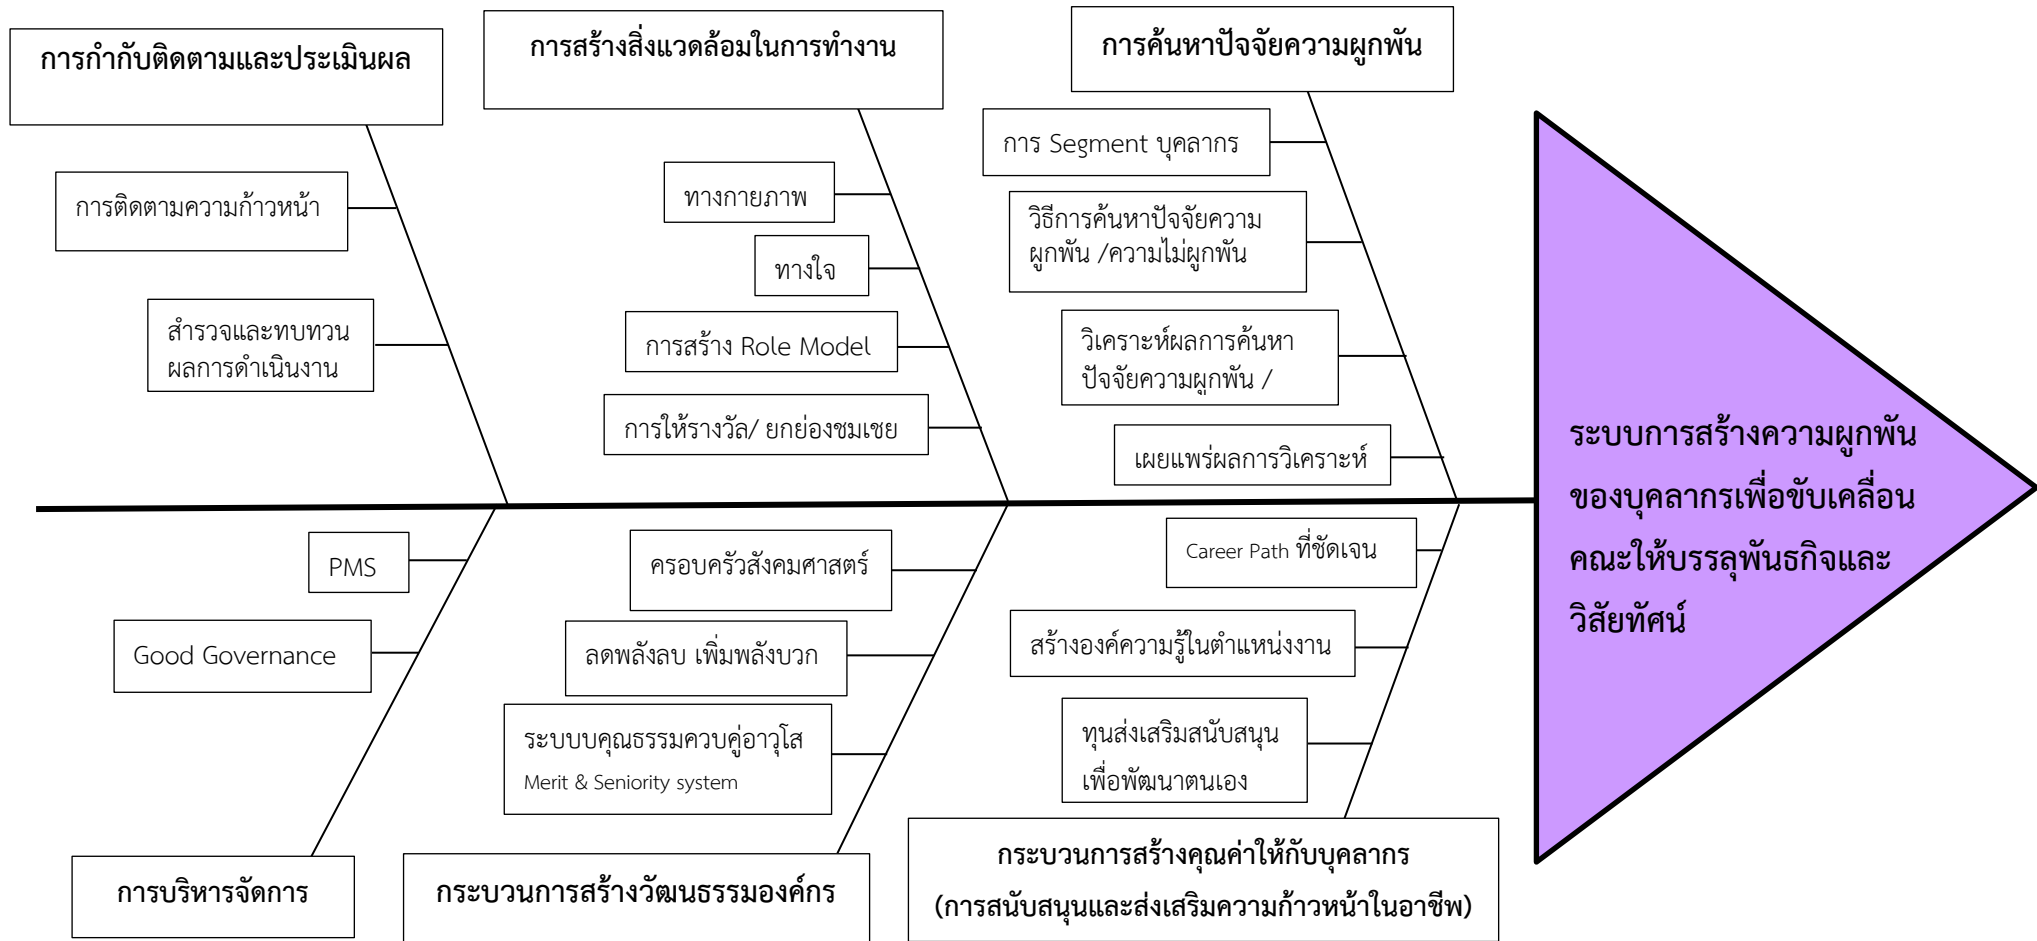 การกำกับติดตามและประเมินผล
การสร้างสิ่งแวดล้อมในการทำงาน
การค้นหาปัจจัยความผูกพัน
การติดตามความก้าวหน้า
สำรวจและทบทวน
ผลการดำเนินงาน
ทางกายภาพ
ทางใจ
การสร้าง Role Model
การให้รางวัล/ ยกย่องชมเชย
การ Segment บุคลากร
วิธีการค้นหาปัจจัยความ
ผูกพัน /ความไม่ผูกพัน
วิเคราะห์ผลการค้นหา
ปัจจัยความผูกพัน /
เผยแพร่ผลการวิเคราะห์
ระบบการสร้างความผูกพัน
ของบุคลากรเพื่อขับเคลื่อน
คณะให้บรรลุพันธกิจและ
วิสัยทัศน์
PMS
Good Governance
ครอบครัวสังคมศาสตร์
ลดพลังลบ เพิ่มพลังบวก
ระบบบคุณธรรมควบคู่อาวุโส
Merit & Seniority system
Career Path ที่ชัดเจน
สร้างองค์ความรู้ในตำแหน่งงาน
ทุนส่งเสริมสนับสนุน
เพื่อพัฒนาตนเอง
การบริหารจัดการ
กระบวนการสร้างวัฒนธรรมองค์กร
กระบวนการสร้างคุณค่าให้กับบุคลากร
(การสนับสนุนและส่งเสริมความก้าวหน้าในอาชีพ)